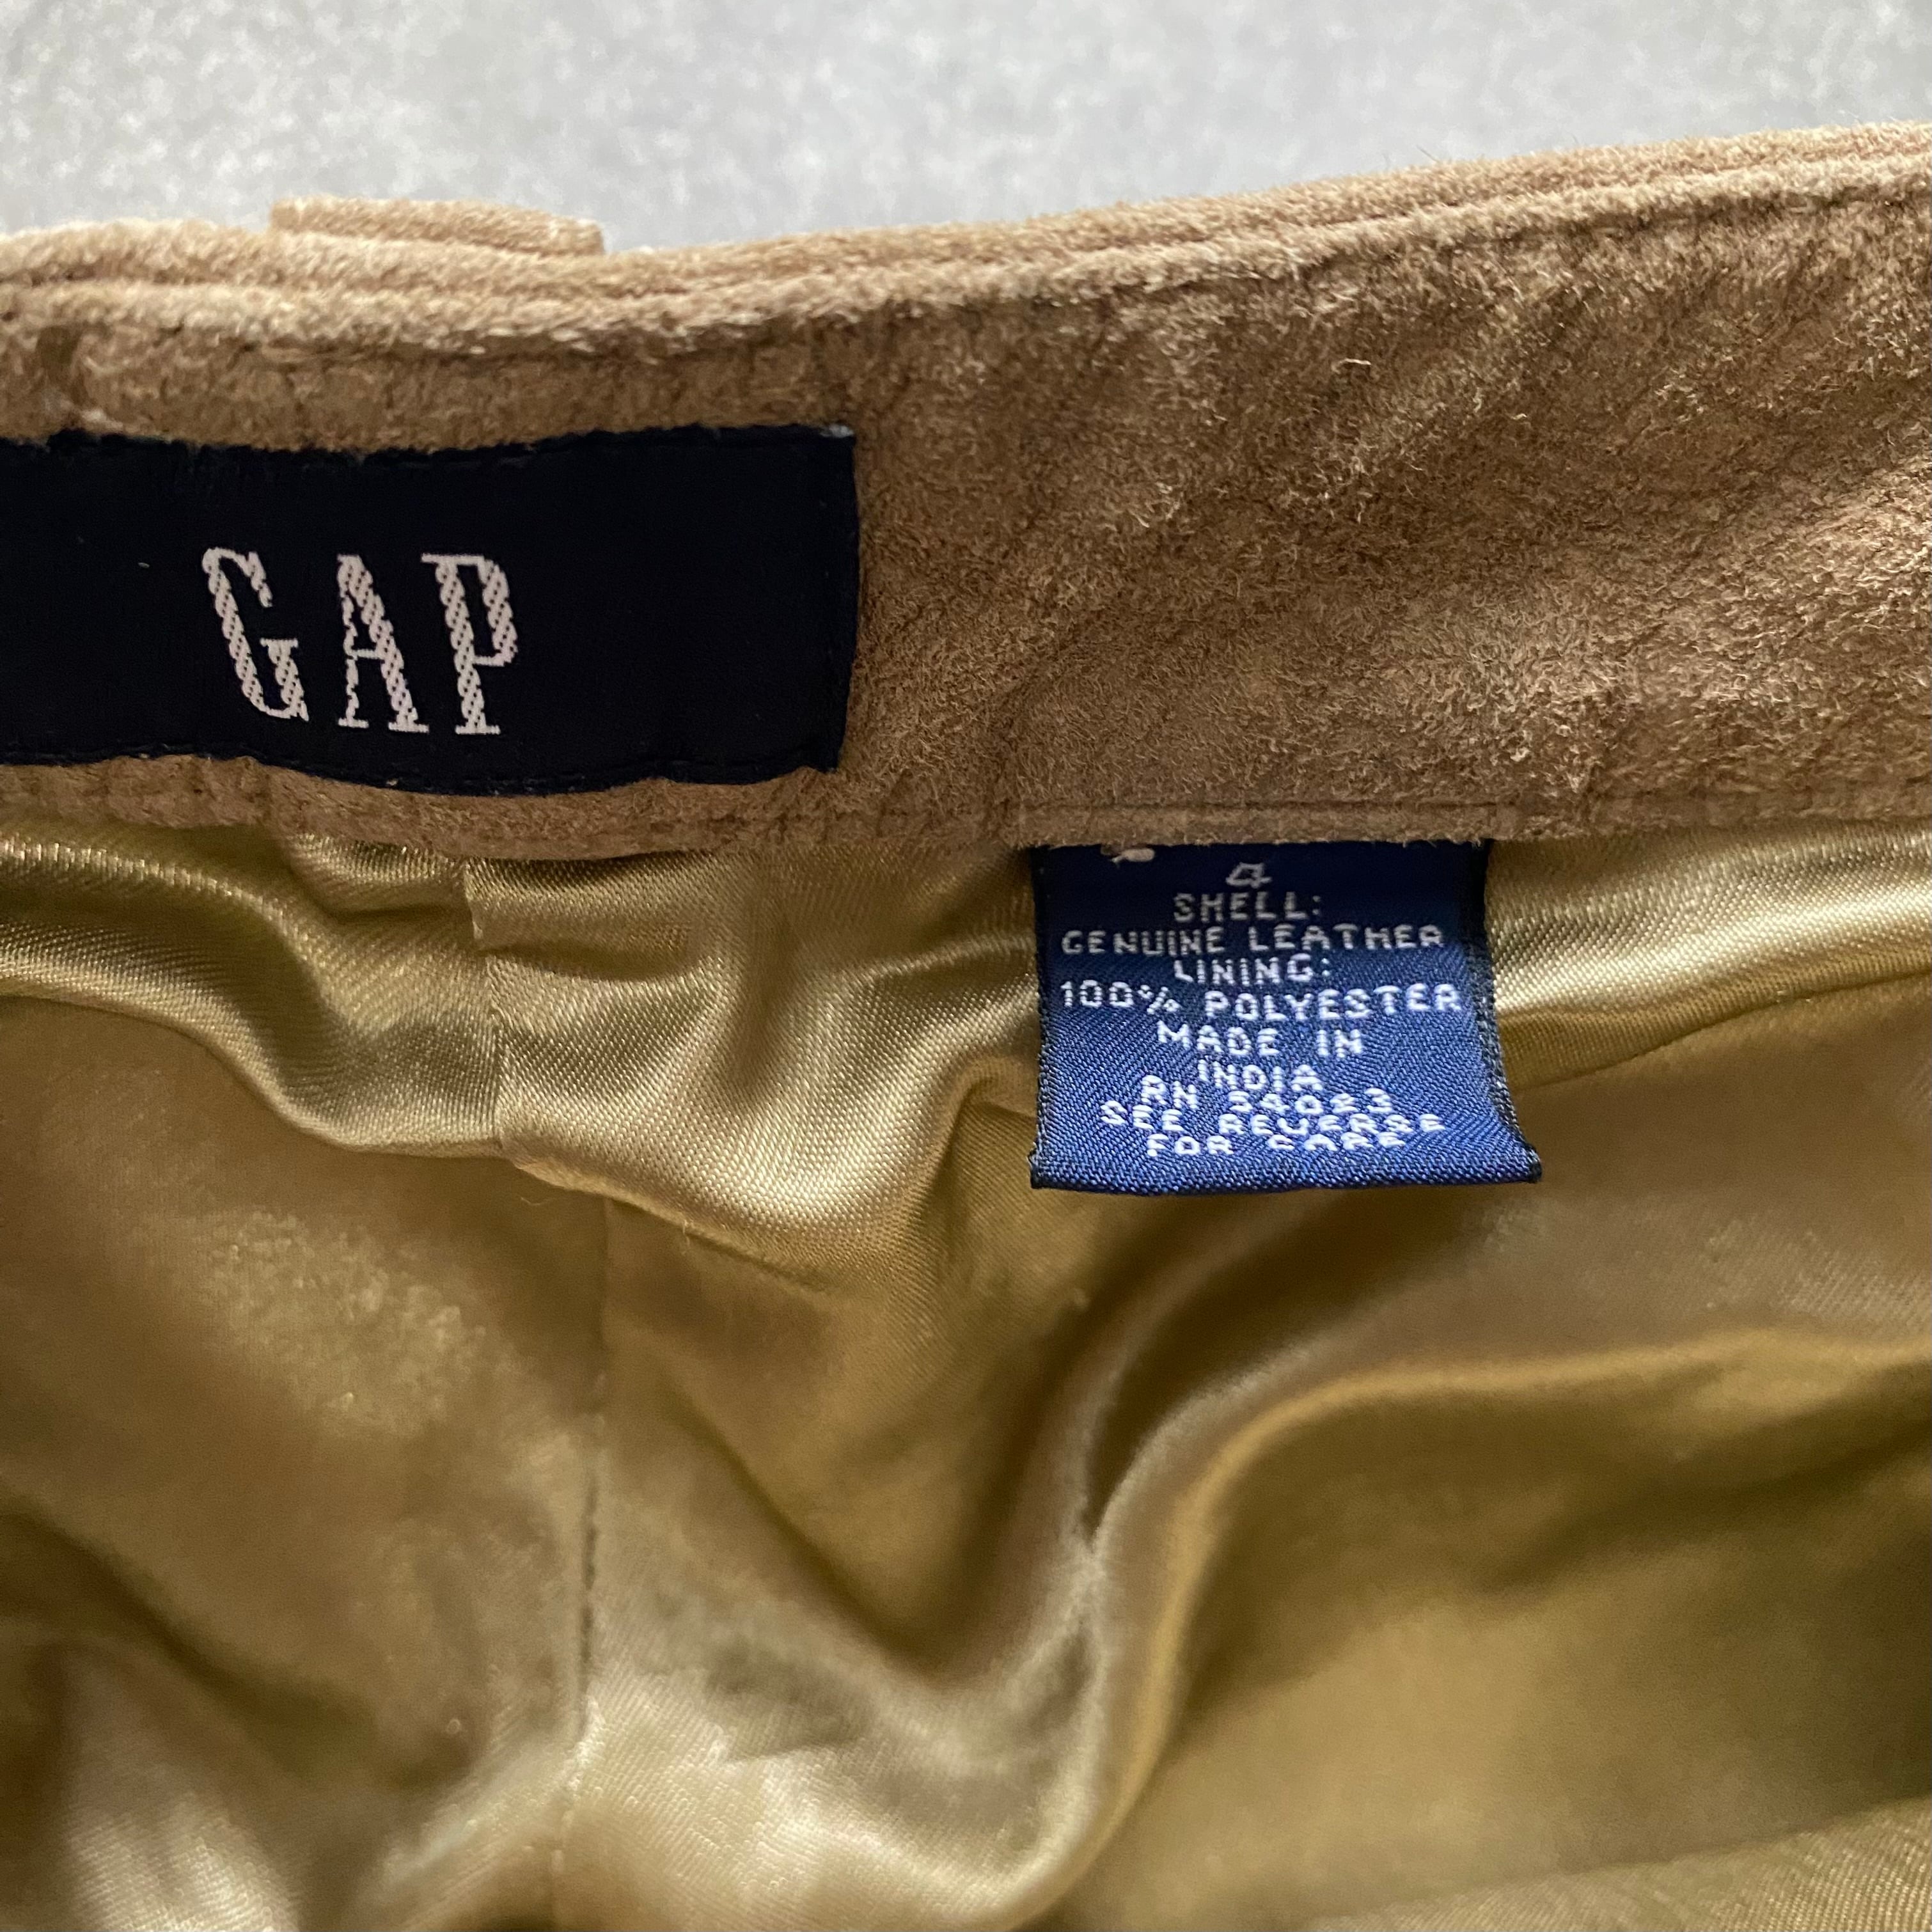 GAP
4
SHELL:
GENUINE LEATHER
LINING:
100% POLYESTER
MADE IN
INDIA
RN 54023
SEE REVERSE
FOR CARE